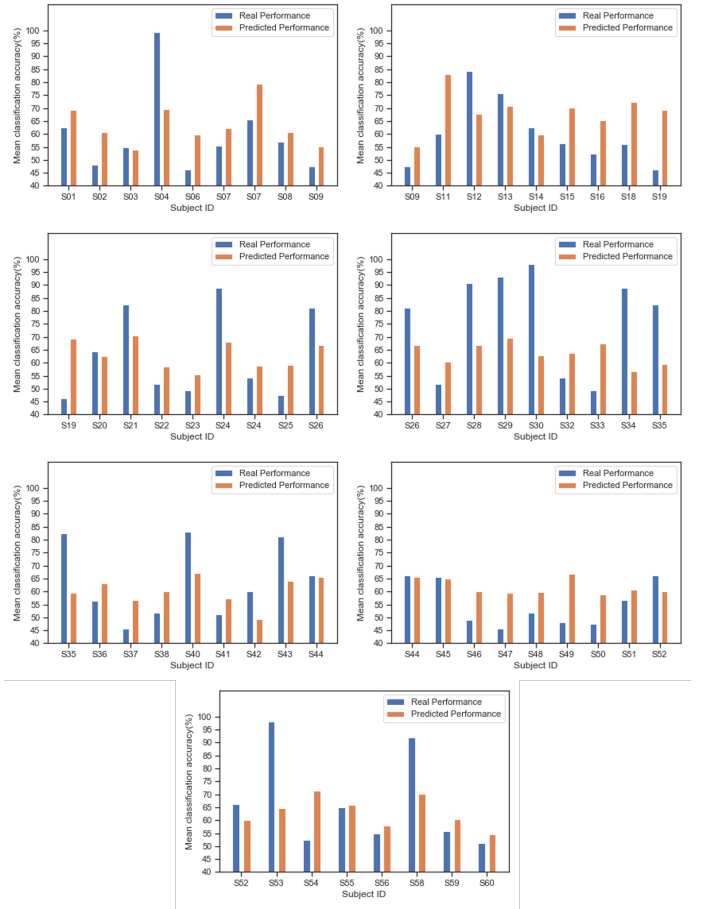 Real Performance
Predicted Performance
Mean classification accuracy(%)
100
95
90
85
80
75
70
65
60
55
50
45
40
S01 S02 S03 S04 S06 S07 S07 S08 S09
Subject ID
Real Performance
Predicted Performance
Mean classification accuracy(%)
100
95
90
85
80
75
70
65
60
55
50
45
40
S09 S11 S12 S13 S14 S15 S16 S18 S19
Subject ID
Real Performance
Predicted Performance
Mean classification accuracy(%)
100
95
90
85
80
75
70
65
60
55
50
45
40
S19 S20 S21 S22 S23 S24 S24 S25 S26
Subject ID
Real Performance
Predicted Performance
Mean classification accuracy(%)
100
95
90
85
80
75
70
65
60
55
50
45
40
S26 S27 S28 S29 S30 S32 S33 S34 S35
Subject ID
Real Performance
Predicted Performance
Mean classification accuracy(%)
100
95
90
85
80
75
70
65
60
55
50
45
40
S35 S36 S37 S38 S40 S41 S42 S43 S44
Subject ID
Real Performance
Predicted Performance
Mean classification accuracy(%)
100
95
90
85
80
75
70
65
60
55
50
45
40
S44 S45 S46 S47 S48 S49 S50 S51 S52
Subject ID
Real Performance
Predicted Performance
Mean classification accuracy(%)
100
95
90
85
80
75
70
65
60
55
50
45
40
S52 S53 S54 S55 S56 S58 S59 S60
Subject ID